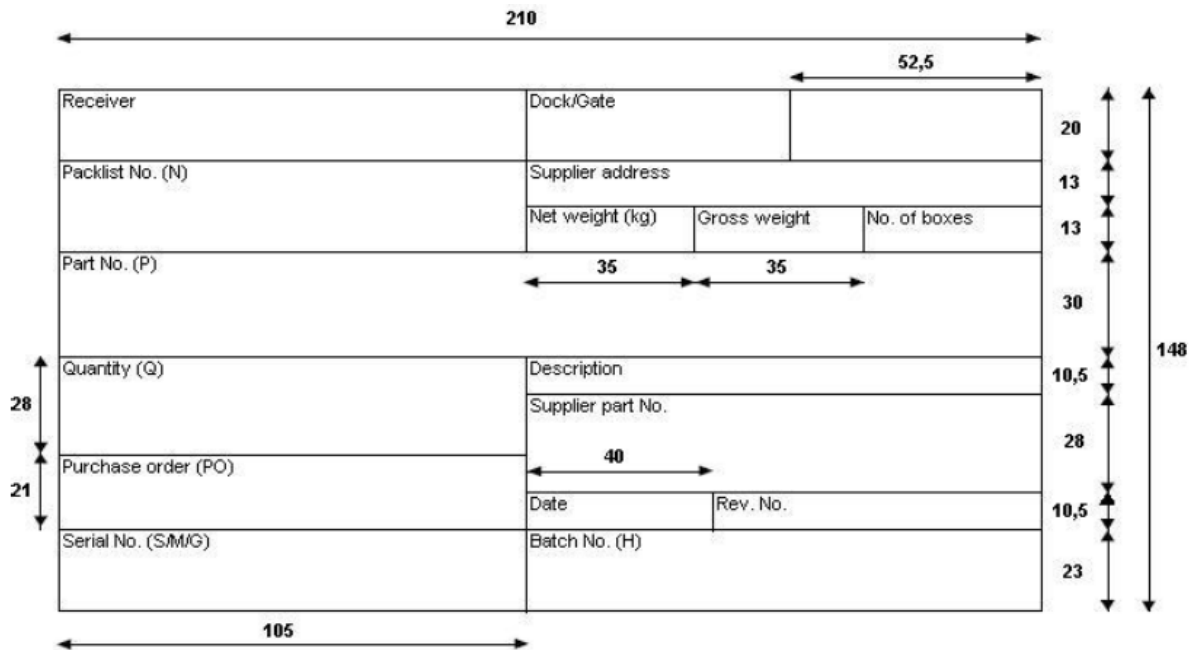 210
52,5
Receiver
Dock/Gate
20
Packlist No. (N)
Supplier address
13
Net weight (kg)
Gross weight
No. of boxes
13
Part No. (P)
35
35
30
148
Quantity (Q)
Description
10,5
28
Supplier part No.
28
Purchase order (PO)
40
21
Date
Rev. No.
10,5
Serial No. (S/M/G)
Batch No. (H)
23
105